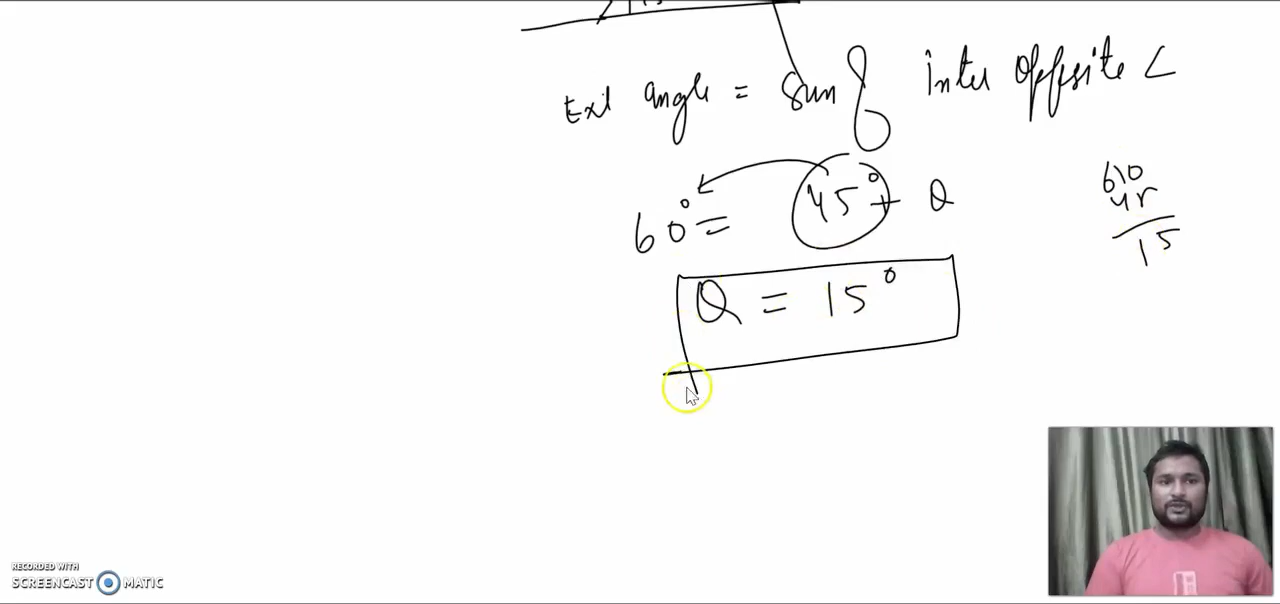 Ext angle = Sum of inter opposite <
60° = 45° + Q
60
45
15
Q = 15°
RECORDED WITH
SCREENCAST MATIC